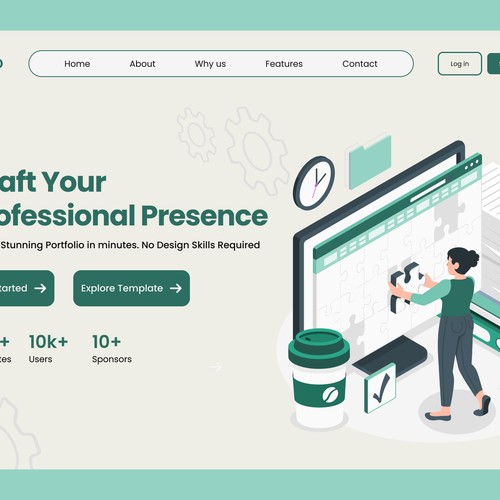 Home About Why us Features Contact Log in
aft Your
ofessional Presence
Stunning Portfolio in minutes. No Design Skills Required
tarted → Explore Template →
+ 10k+ 10+
tes Users Sponsors